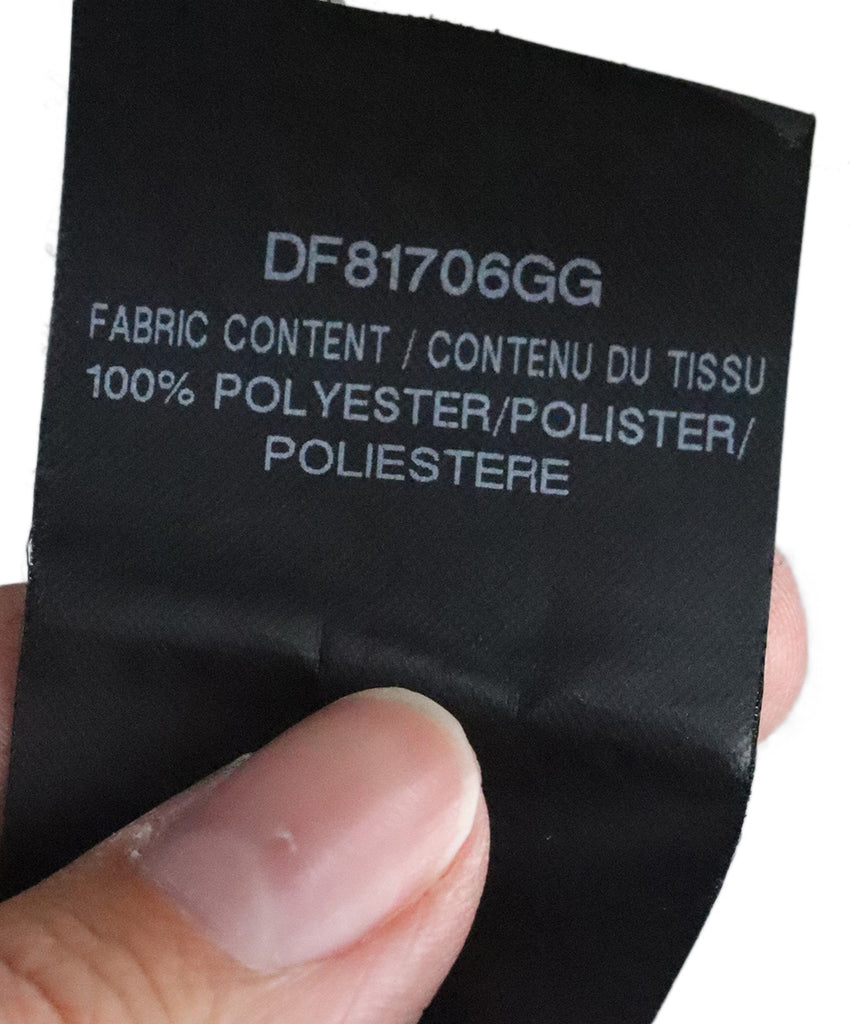 DF81706GG
FABRIC CONTENT / CONTENU DU TISSU
100% POLYESTER/POLISTER/
POLIESTERE